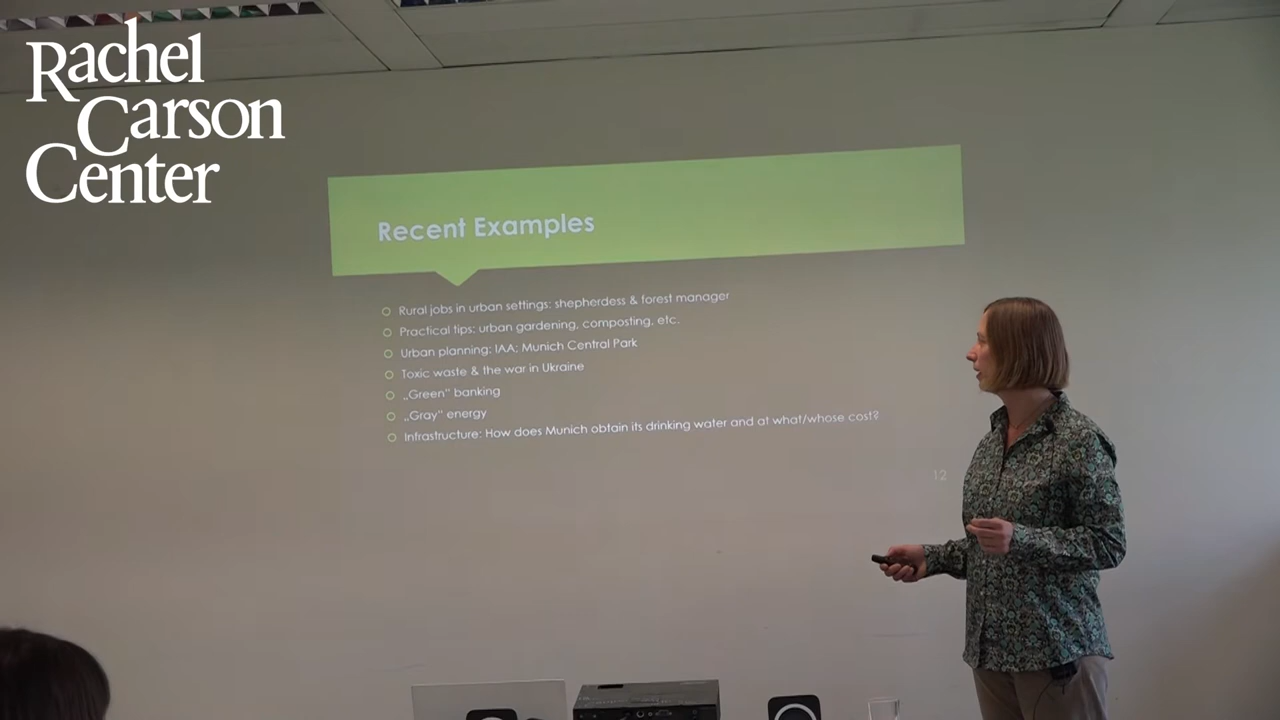 Rachel
Carson
Center
Recent Examples
Rural jobs in urban settings: shepherdess & forest manager
Practical tips: urban gardening, composting, etc.
Urban planning: IAA; Munich Central Park
Toxic waste & the war in Ukraine
„Green“ banking
„Gray“ energy
Infrastructure: How does Munich obtain its drinking water and at what/whose cost?
12